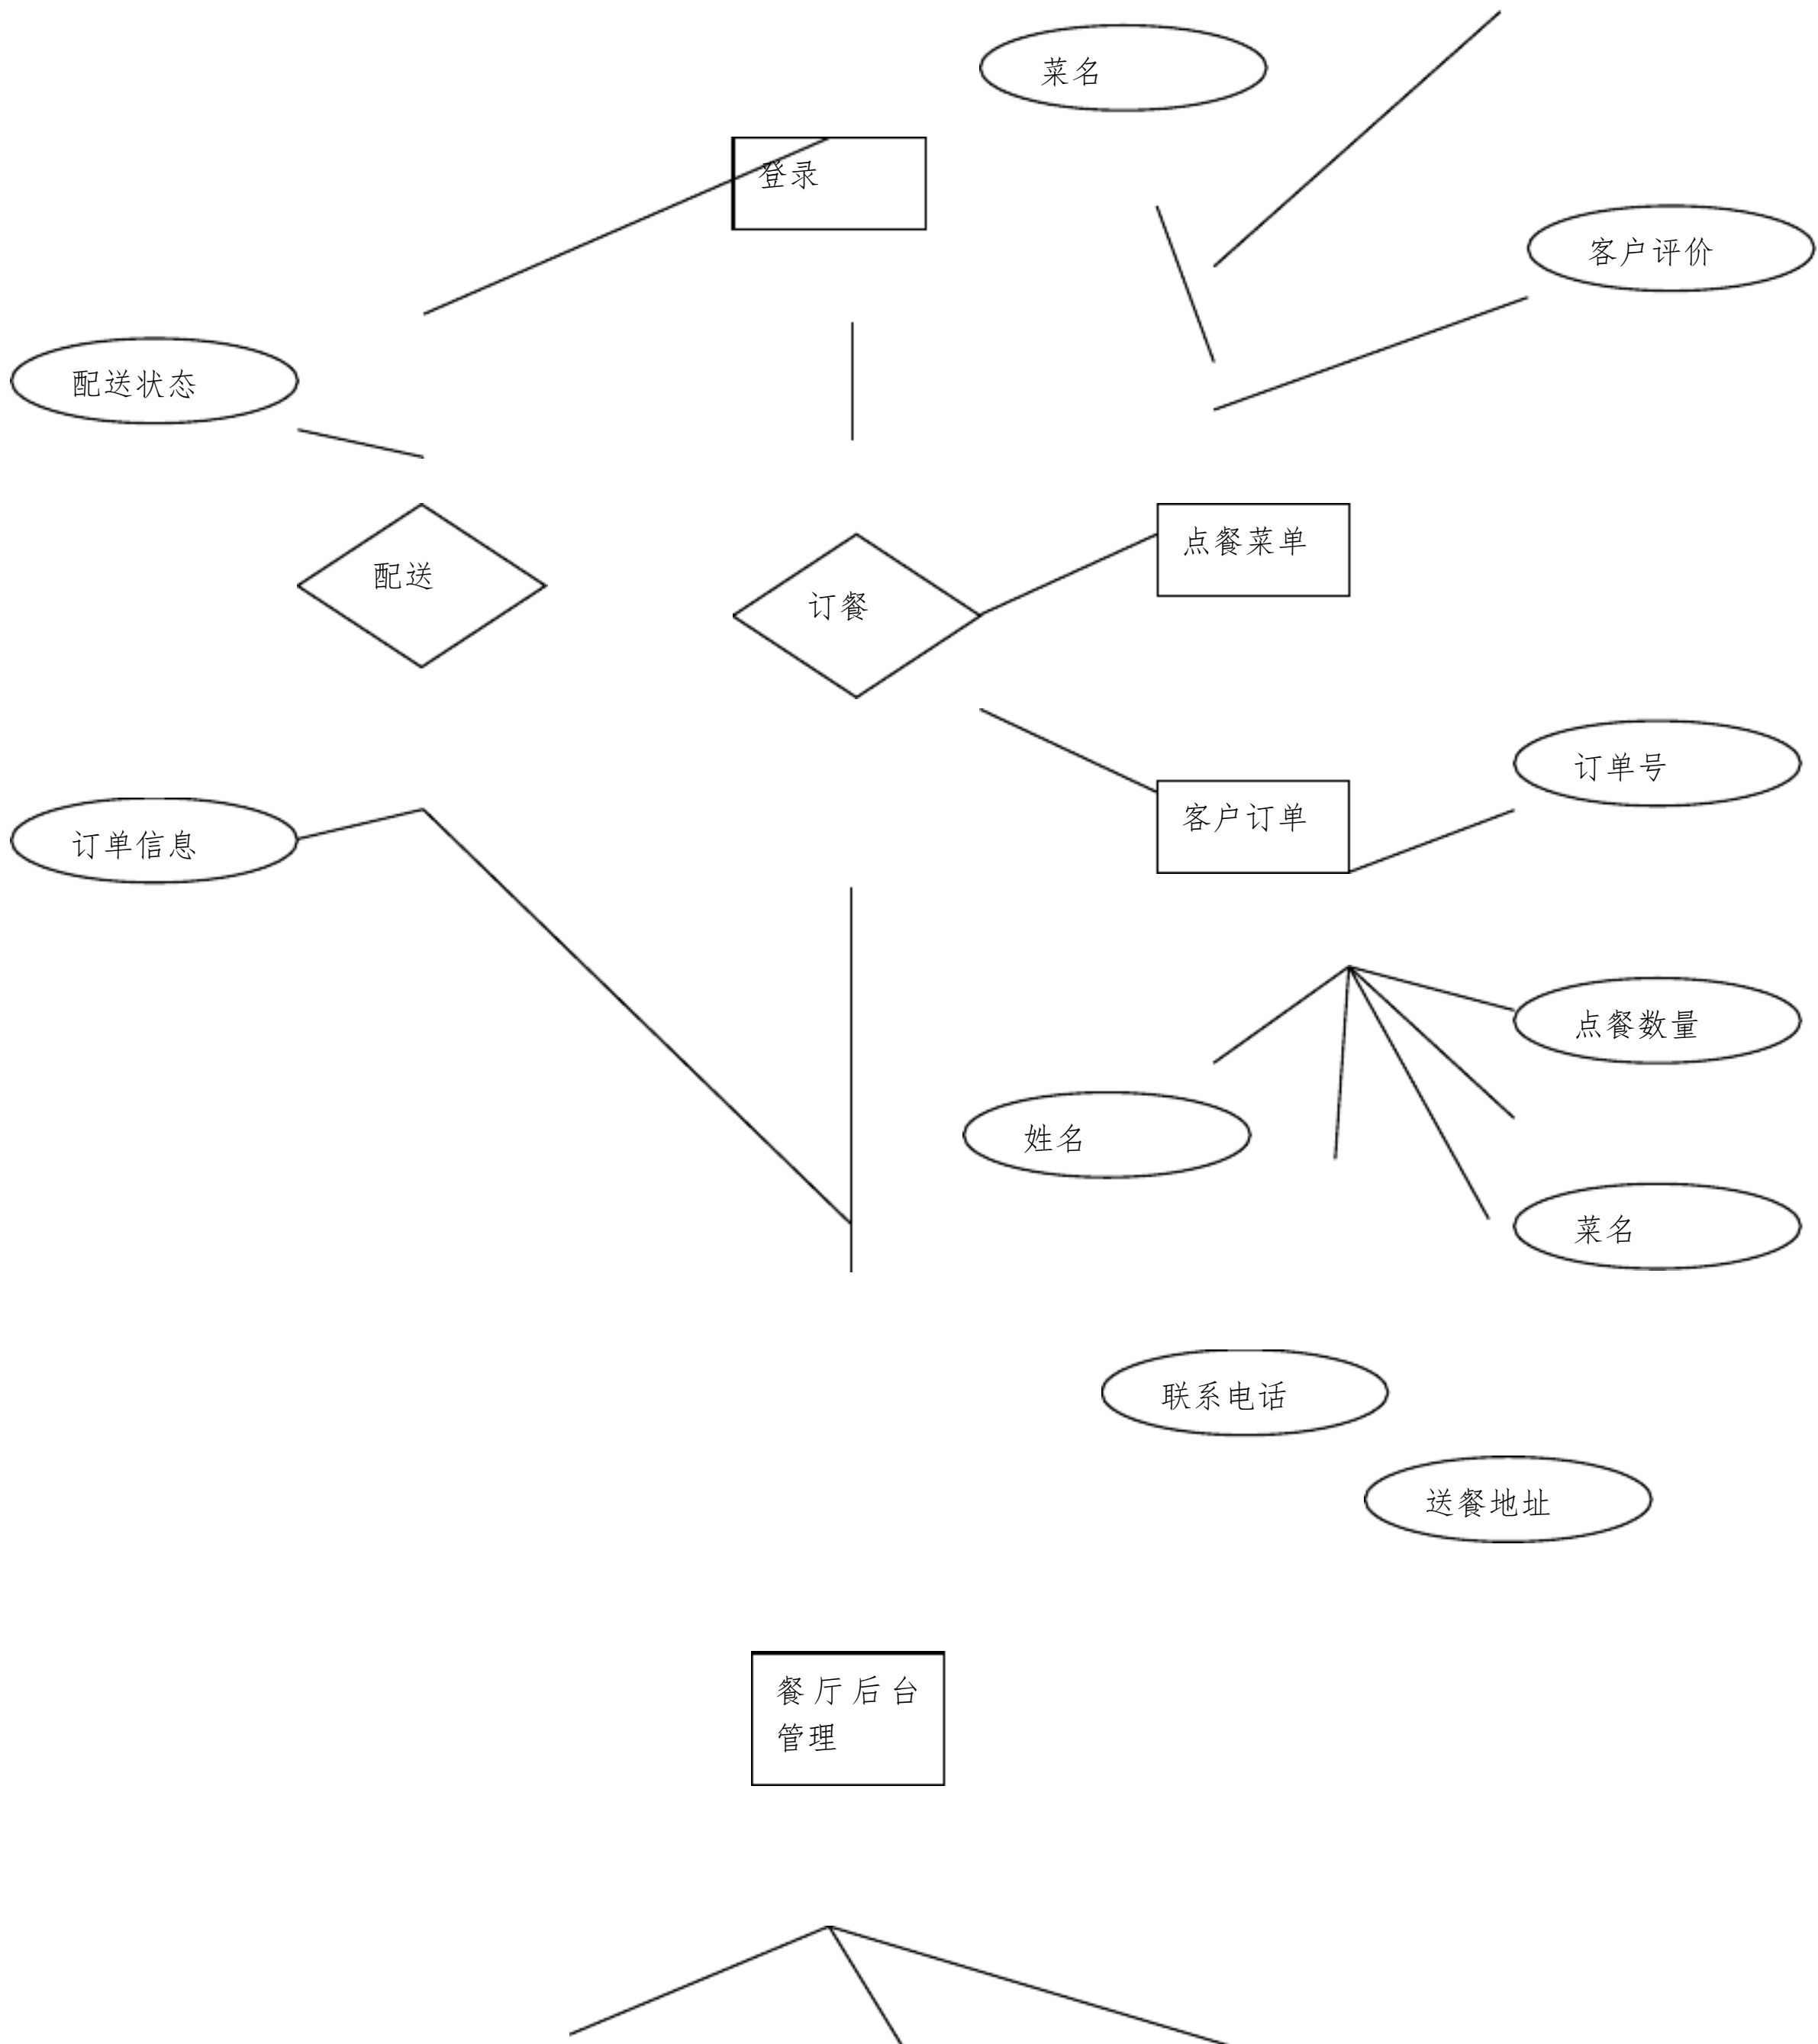 菜名
登录
客户评价
配送状态
点餐菜单
配送
订餐
订单号
客户订单
订单信息
点餐数量
姓名
菜名
联系电话
送餐地址
餐厅后台
管理